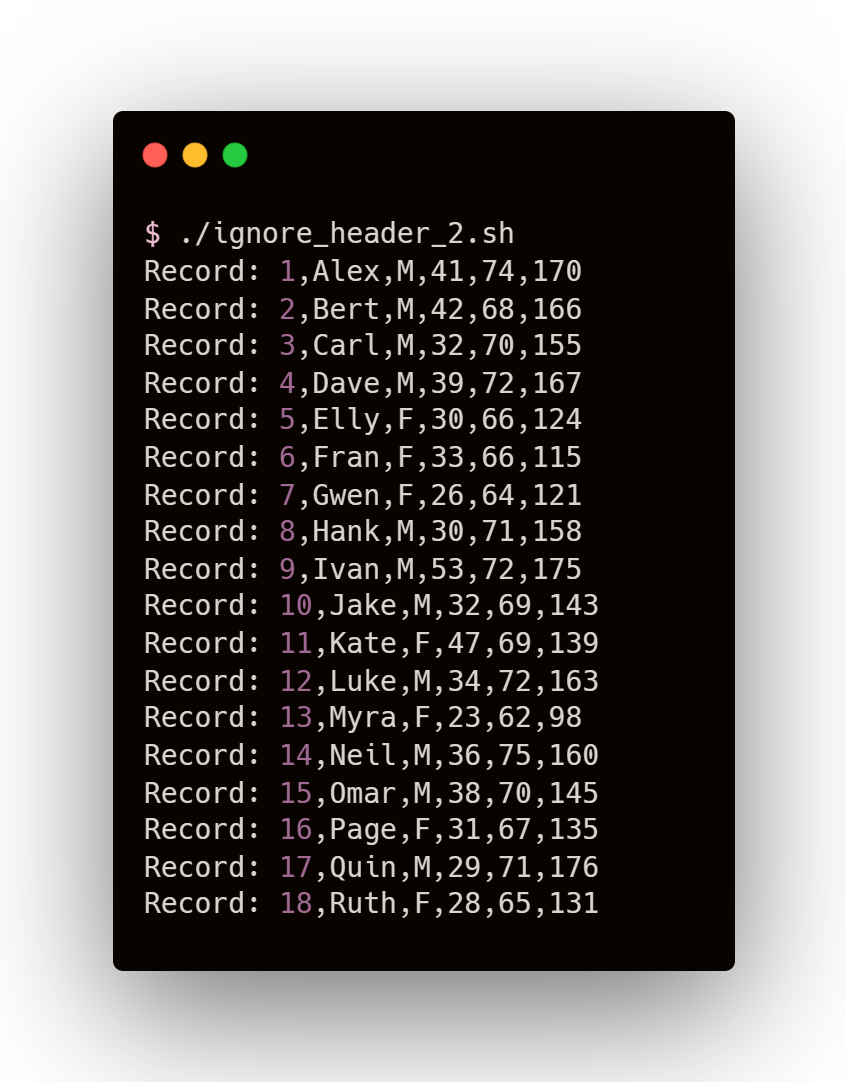 $ ./ignore_header_2.sh
Record: 1,Alex,M,41,74,170
Record: 2,Bert,M,42,68,166
Record: 3,Carl,M,32,70,155
Record: 4,Dave,M,39,72,167
Record: 5,Elly,F,30,66,124
Record: 6,Fran,F,33,66,115
Record: 7,Gwen,F,26,64,121
Record: 8,Hank,M,30,71,158
Record: 9,Ivan,M,53,72,175
Record: 10,Jake,M,32,69,143
Record: 11,Kate,F,47,69,139
Record: 12,Luke,M,34,72,163
Record: 13,Myra,F,23,62,98
Record: 14,Neil,M,36,75,160
Record: 15,Omar,M,38,70,145
Record: 16,Page,F,31,67,135
Record: 17,Quin,M,29,71,176
Record: 18,Ruth,F,28,65,131